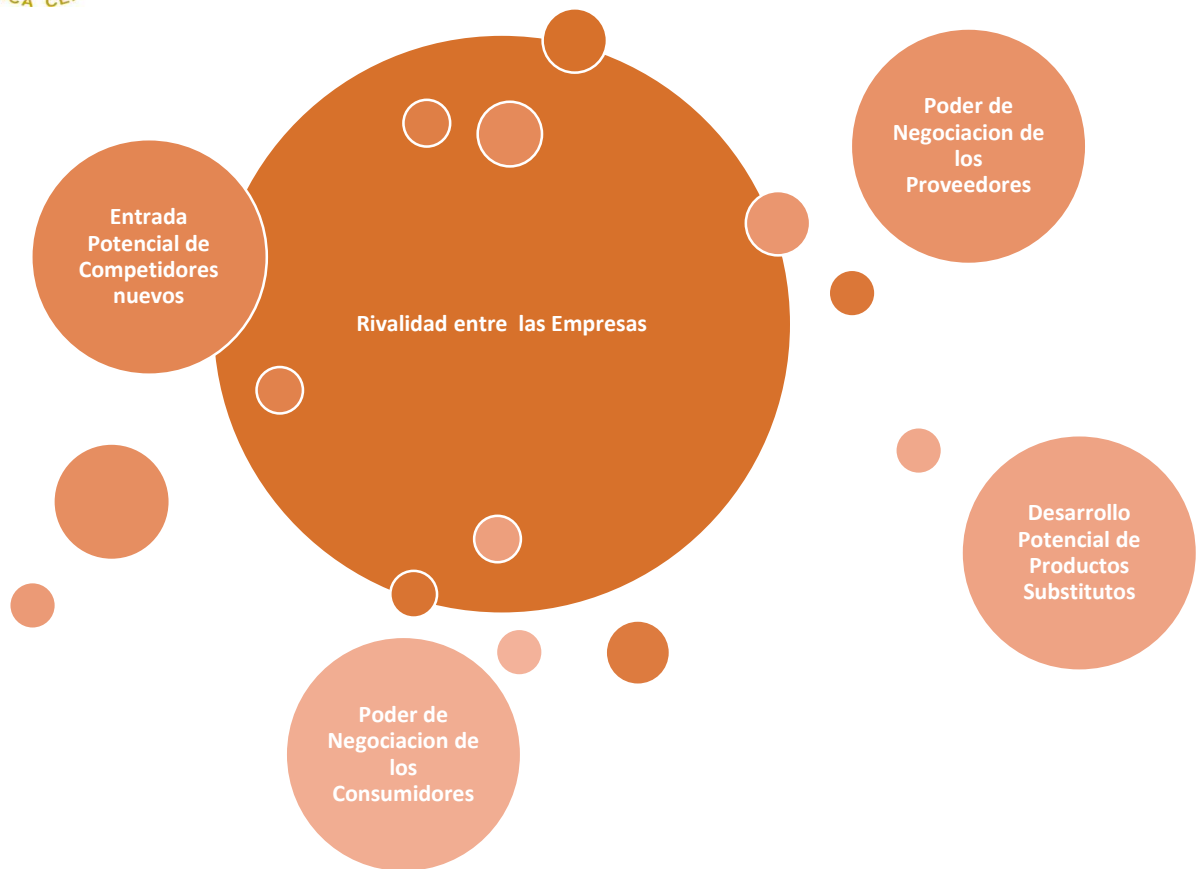 Poder de
Negociacion de
los
Proveedores
Entrada
Potencial de
Competidores
nuevos
Rivalidad entre  las Empresas
Desarrollo
Potencial de
Productos
Substitutos
Poder de
Negociacion de
los
Consumidores